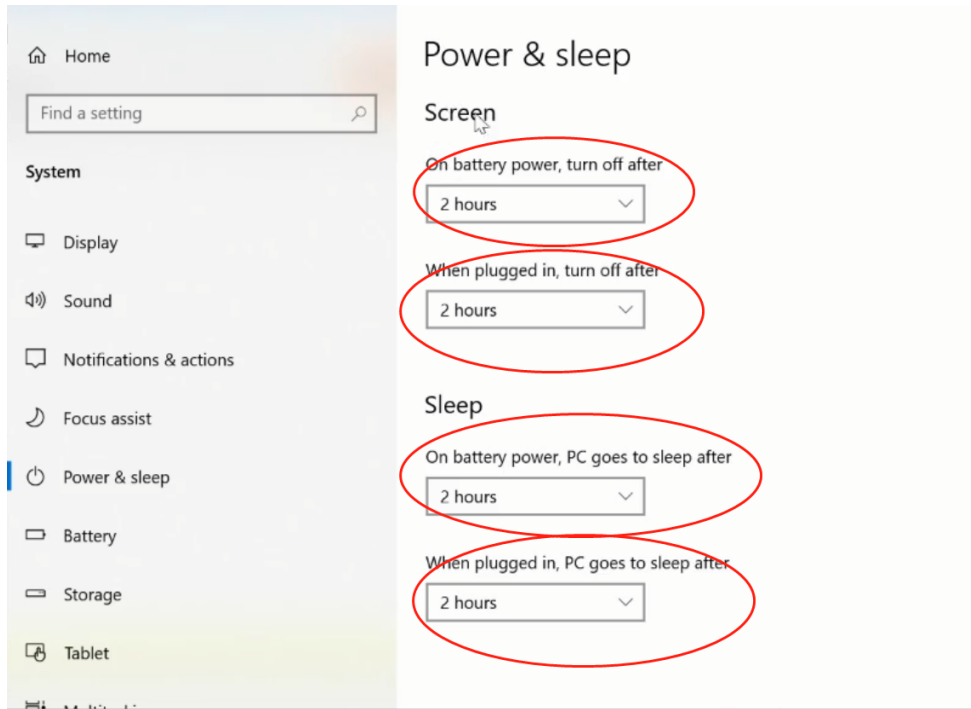 Home
Find a setting
System
Display
Sound
Notifications & actions
Focus assist
Power & sleep
Battery
Storage
Tablet
Power & sleep
Screen
On battery power, turn off after
2 hours
When plugged in, turn off after
2 hours
Sleep
On battery power, PC goes to sleep after
2 hours
When plugged in, PC goes to sleep after
2 hours